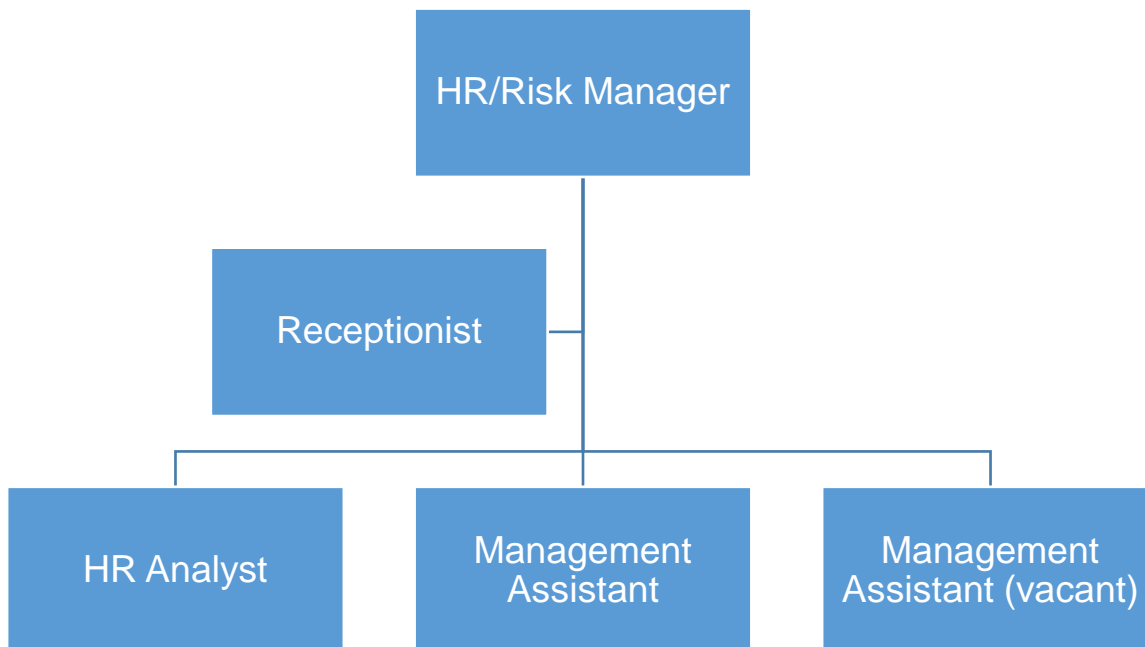 HR/Risk Manager
Receptionist
HR Analyst
Management
Assistant
Management
Assistant (vacant)